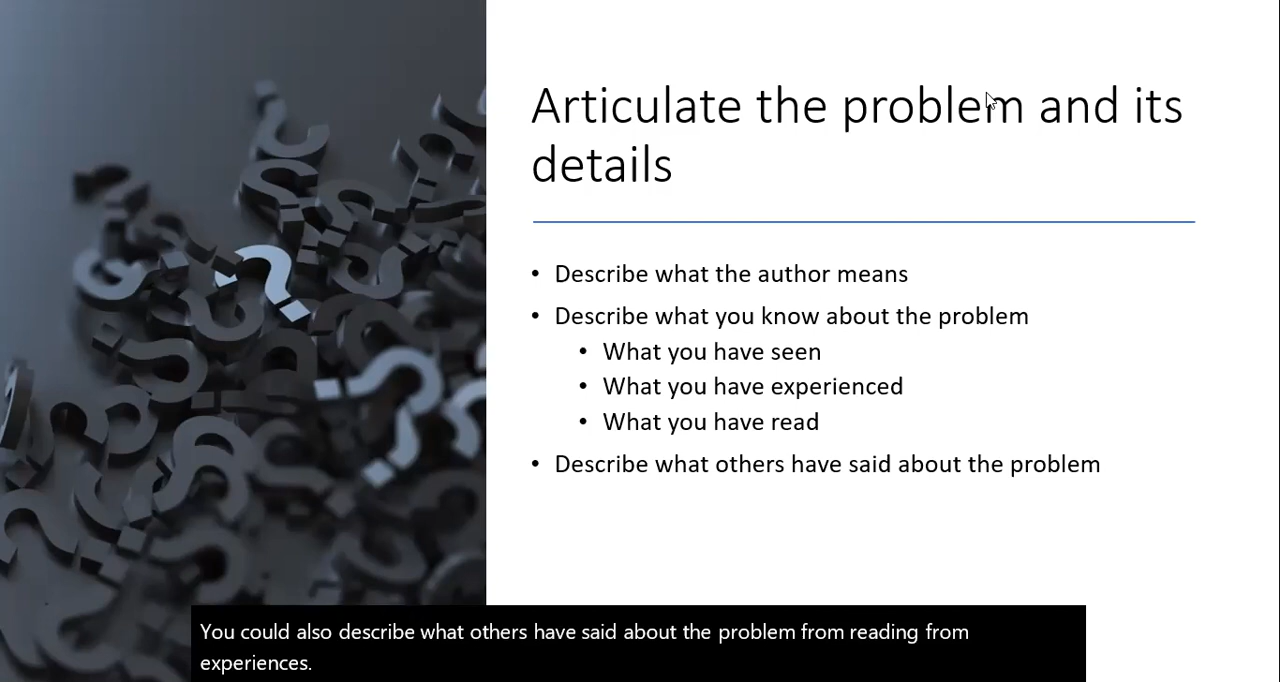 Articulate the problem and its
details
• Describe what the author means
• Describe what you know about the problem
• What you have seen
• What you have experienced
• What you have read
• Describe what others have said about the problem
You could also describe what others have said about the problem from reading from
experiences.